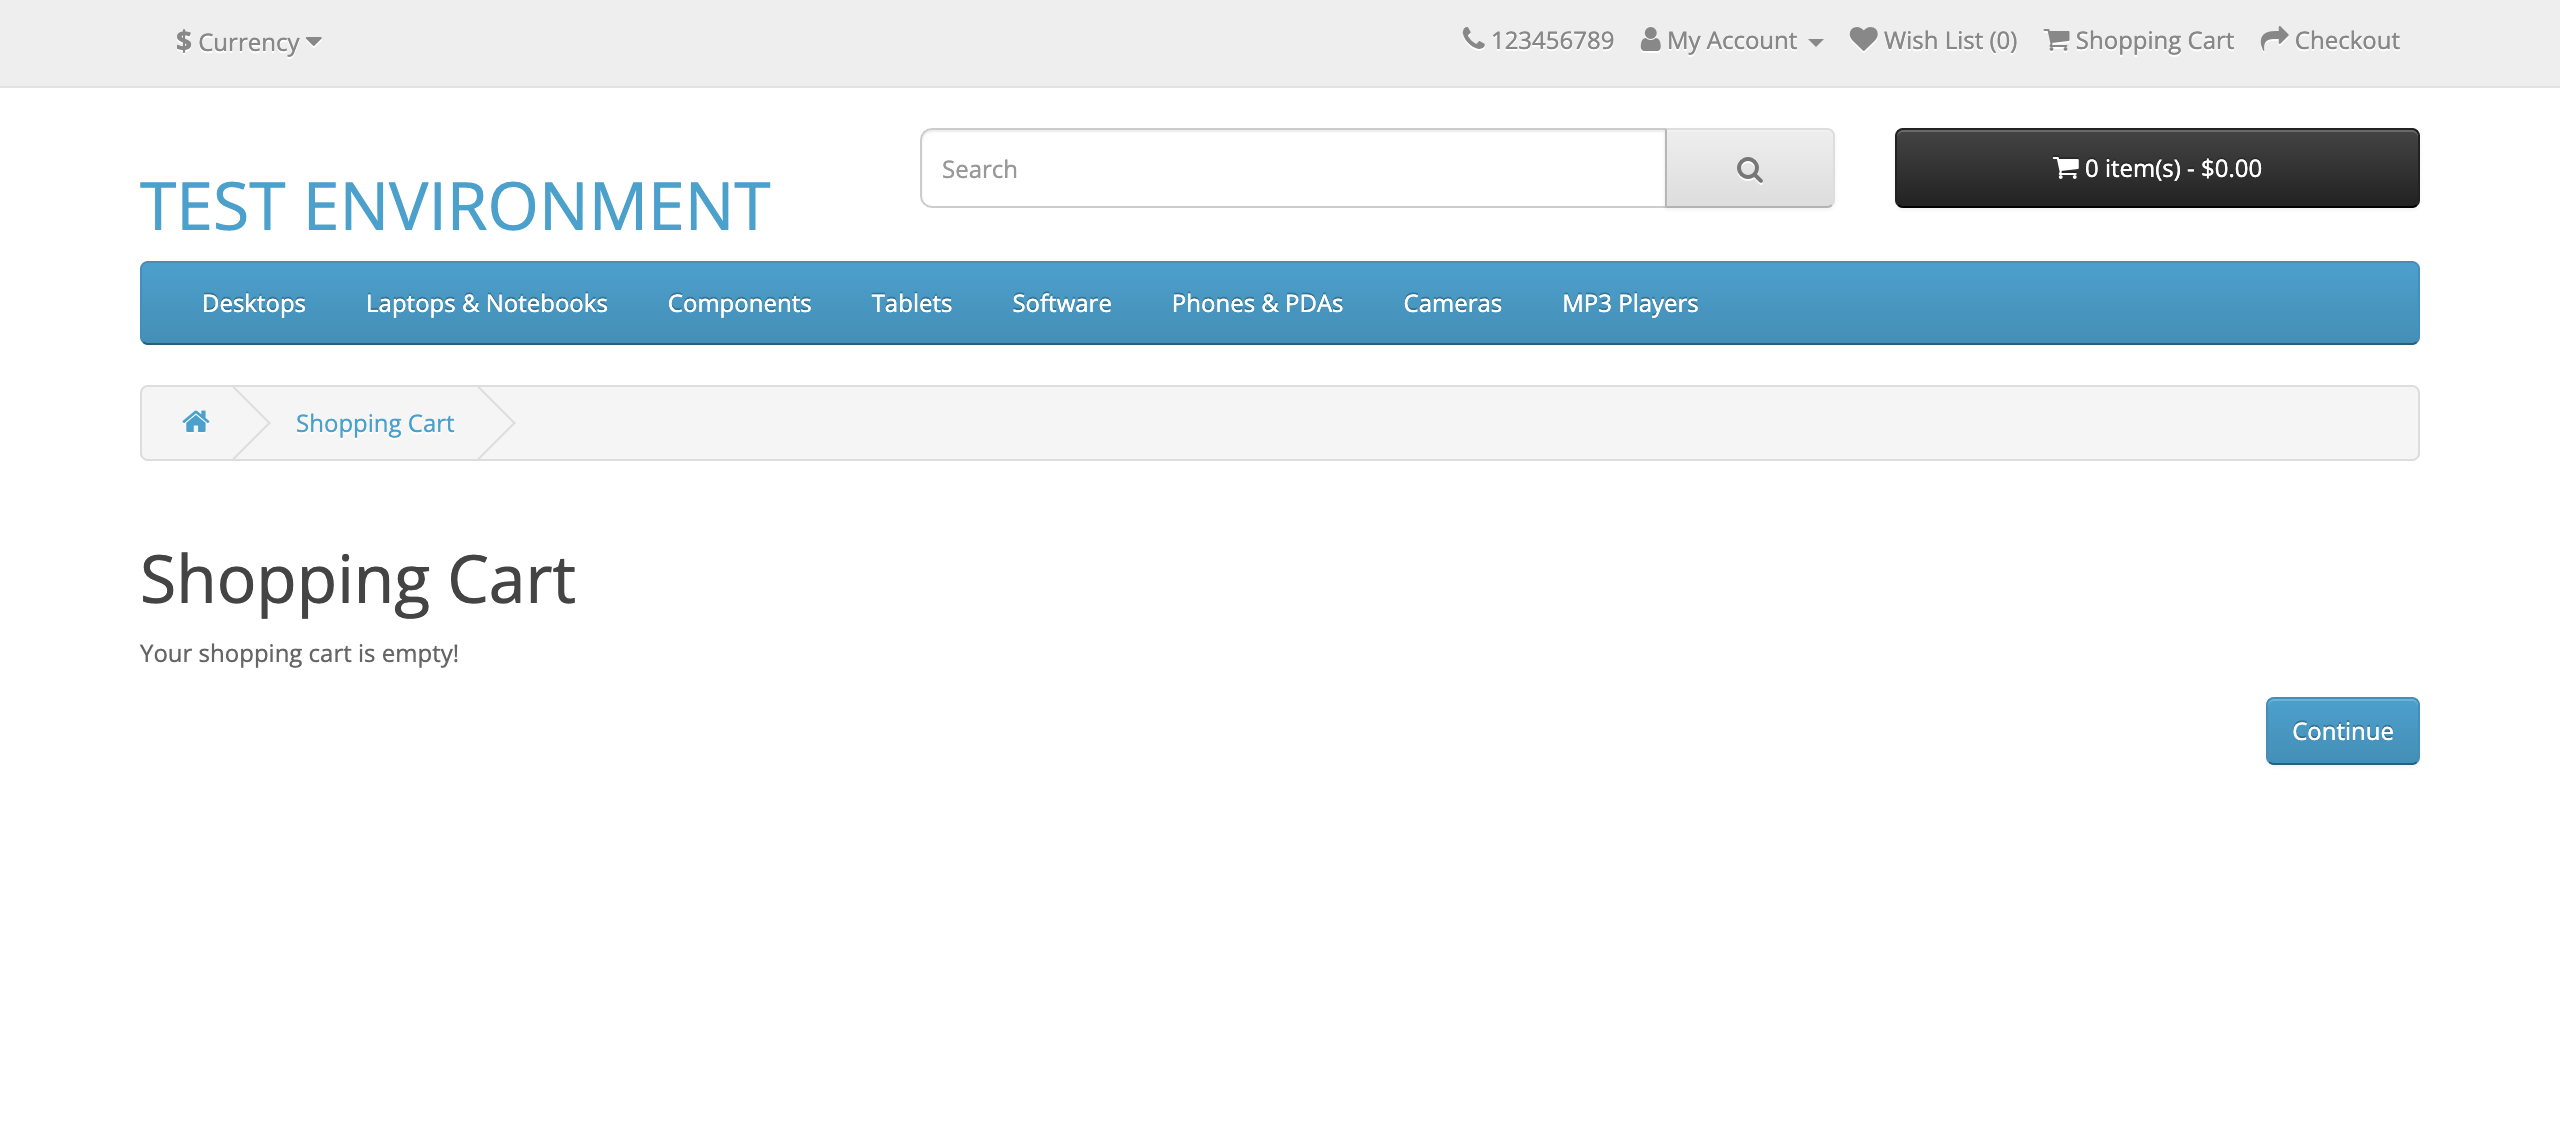 $ Currency
123456789 My Account Wish List (0) Shopping Cart Checkout
TEST ENVIRONMENT
Search
0 item(s) - $0.00
Desktops Laptops & Notebooks Components Tablets Software Phones & PDAs Cameras MP3 Players
Shopping Cart
Shopping Cart
Your shopping cart is empty!
Continue